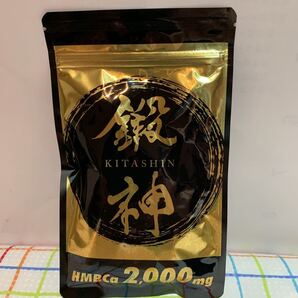 鍛
KITASHIN
神
HMBCa 2,000mg